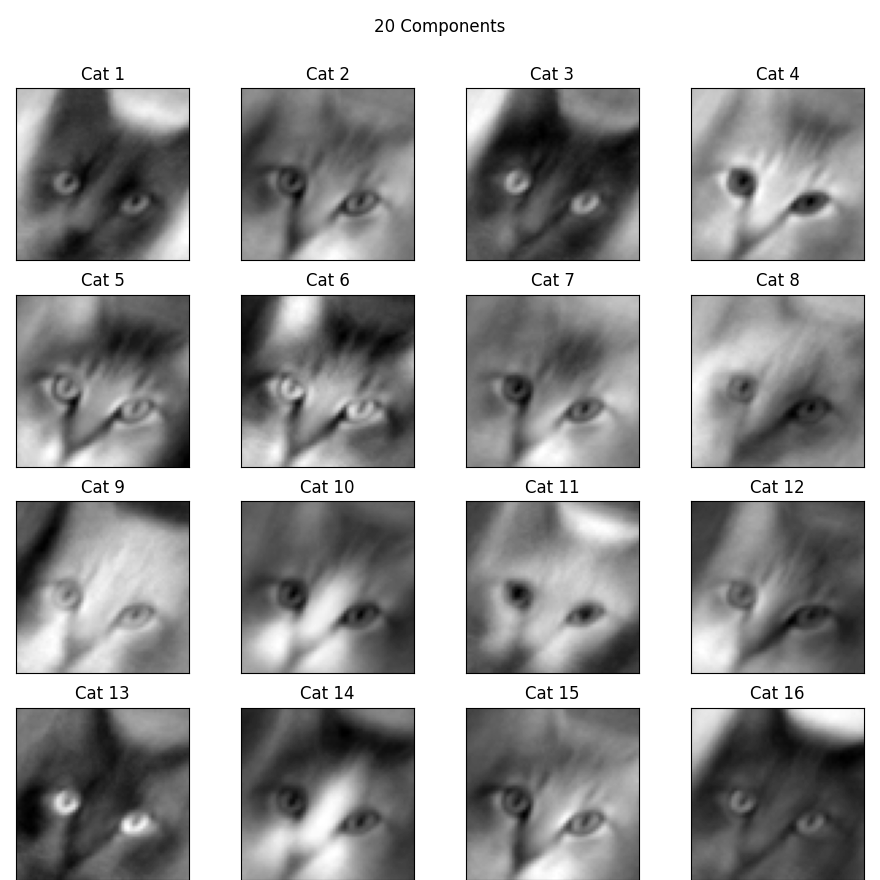 20 Components
Cat 1
Cat 2
Cat 3
Cat 4
Cat 5
Cat 6
Cat 7
Cat 8
Cat 9
Cat 10
Cat 11
Cat 12
Cat 13
Cat 14
Cat 15
Cat 16